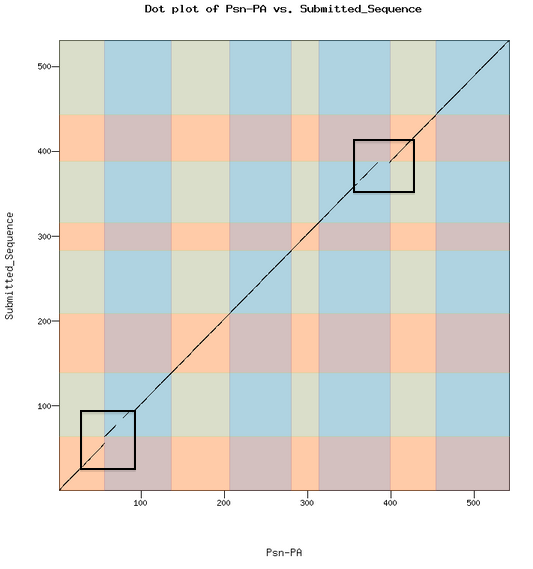 Dot plot of Psn-PA vs. Submitted_Sequence
500
400
300
200
100
Submitted_Sequence
100 200 300 400 500
Psn-PA